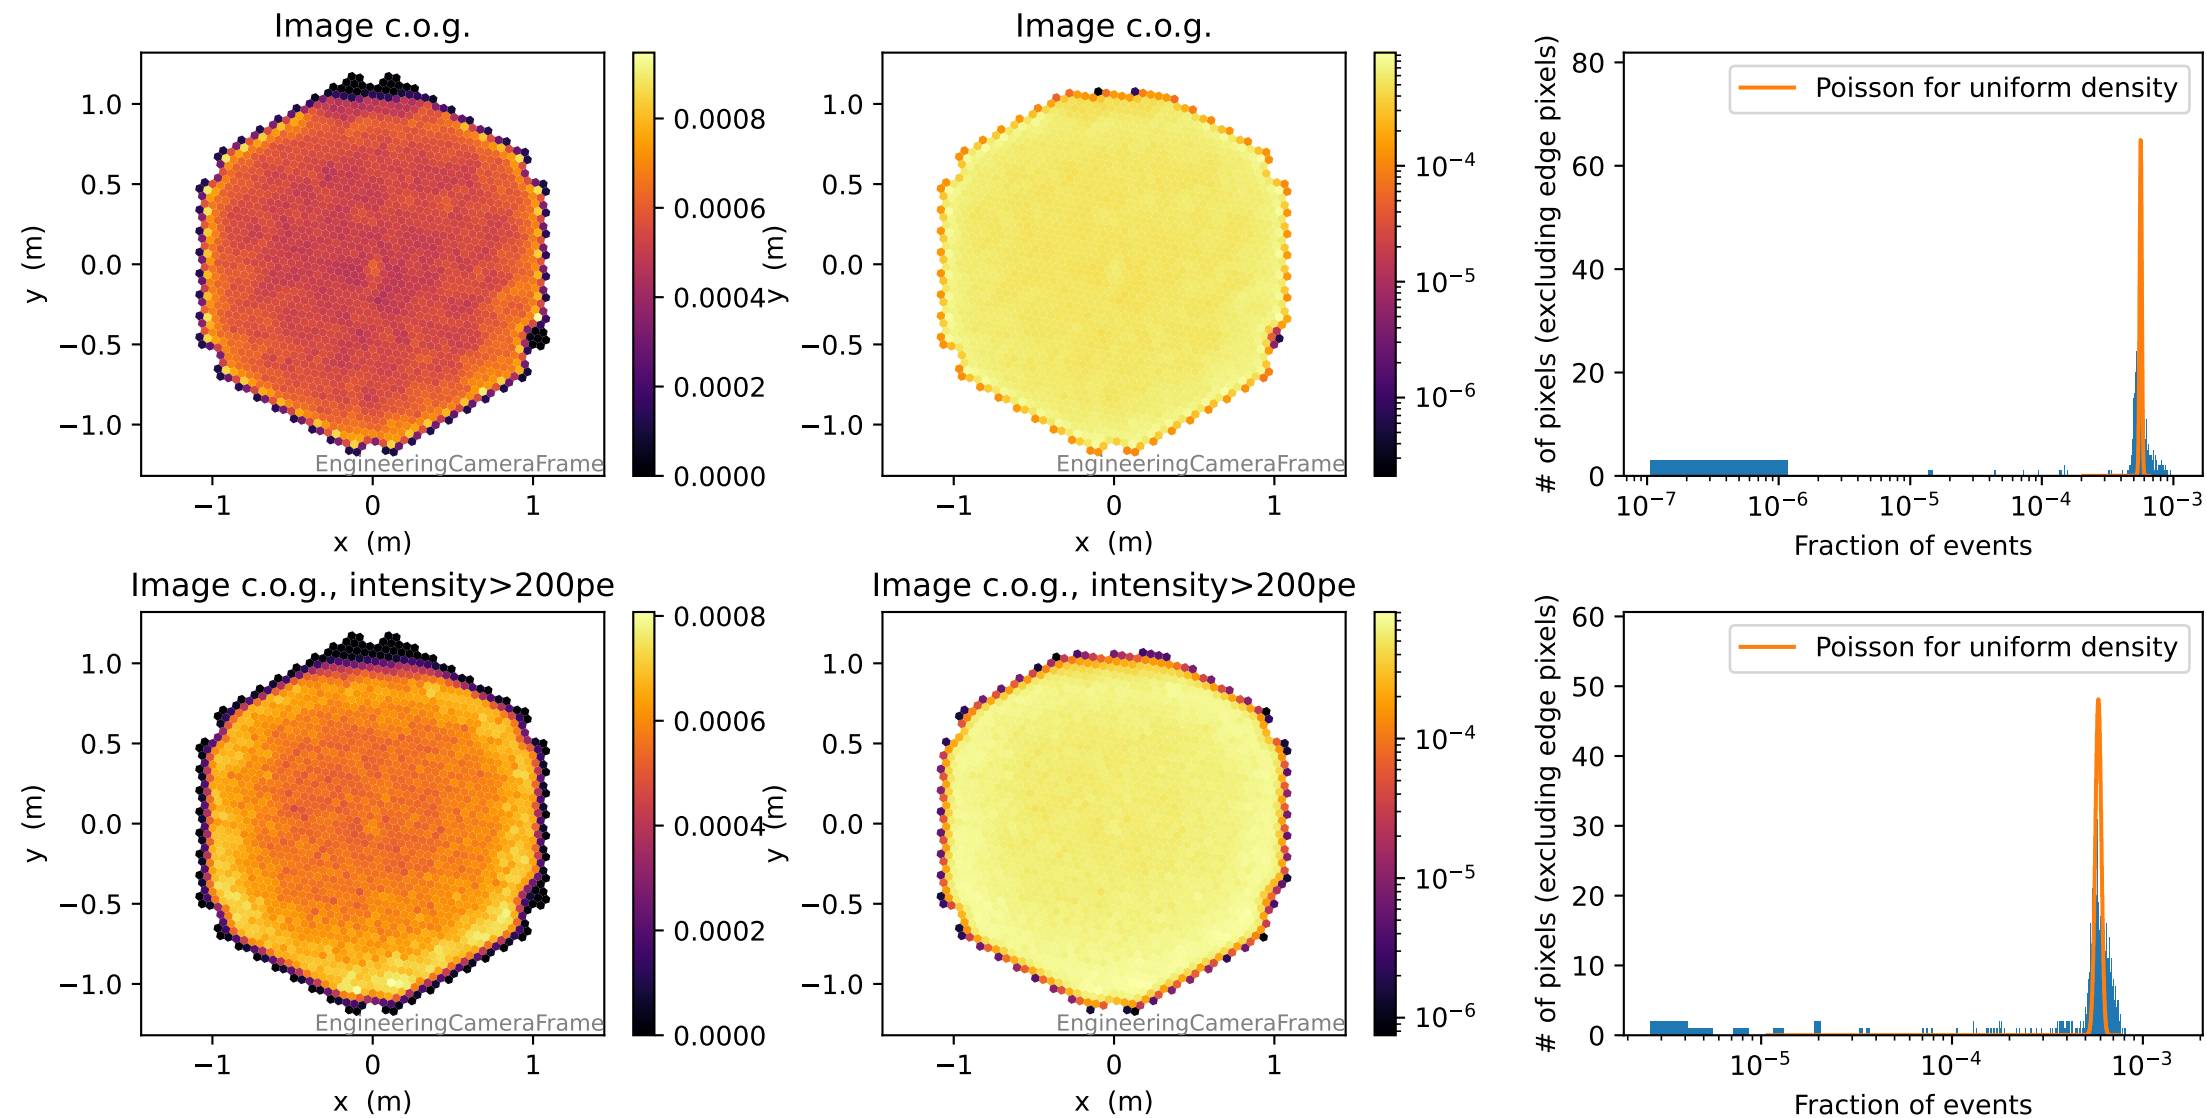 Image c.o.g.
1.0
0.5
0.0
−0.5
−1.0
y (m)
−1 0 1
x (m)
EngineeringCameraFrame
0.0008
0.0006
0.0004
0.0002
0.0000
Image c.o.g.
1.0
0.5
0.0
−0.5
−1.0
y (m)
−1 0 1
x (m)
EngineeringCameraFrame
10⁻⁴
10⁻⁵
10⁻⁶
Poisson for uniform density
80
60
40
20
0
# of pixels (excluding edge pixels)
10⁻⁷ 10⁻⁶ 10⁻⁵ 10⁻⁴ 10⁻³
Fraction of events
Image c.o.g., intensity>200pe
1.0
0.5
0.0
−0.5
−1.0
y (m)
−1 0 1
x (m)
EngineeringCameraFrame
0.0008
0.0006
0.0004
0.0002
0.0000
Image c.o.g., intensity>200pe
1.0
0.5
0.0
−0.5
−1.0
y (m)
−1 0 1
x (m)
EngineeringCameraFrame
10⁻⁴
10⁻⁵
10⁻⁶
Poisson for uniform density
60
50
40
30
20
10
0
# of pixels (excluding edge pixels)
10⁻⁵ 10⁻⁴ 10⁻³
Fraction of events